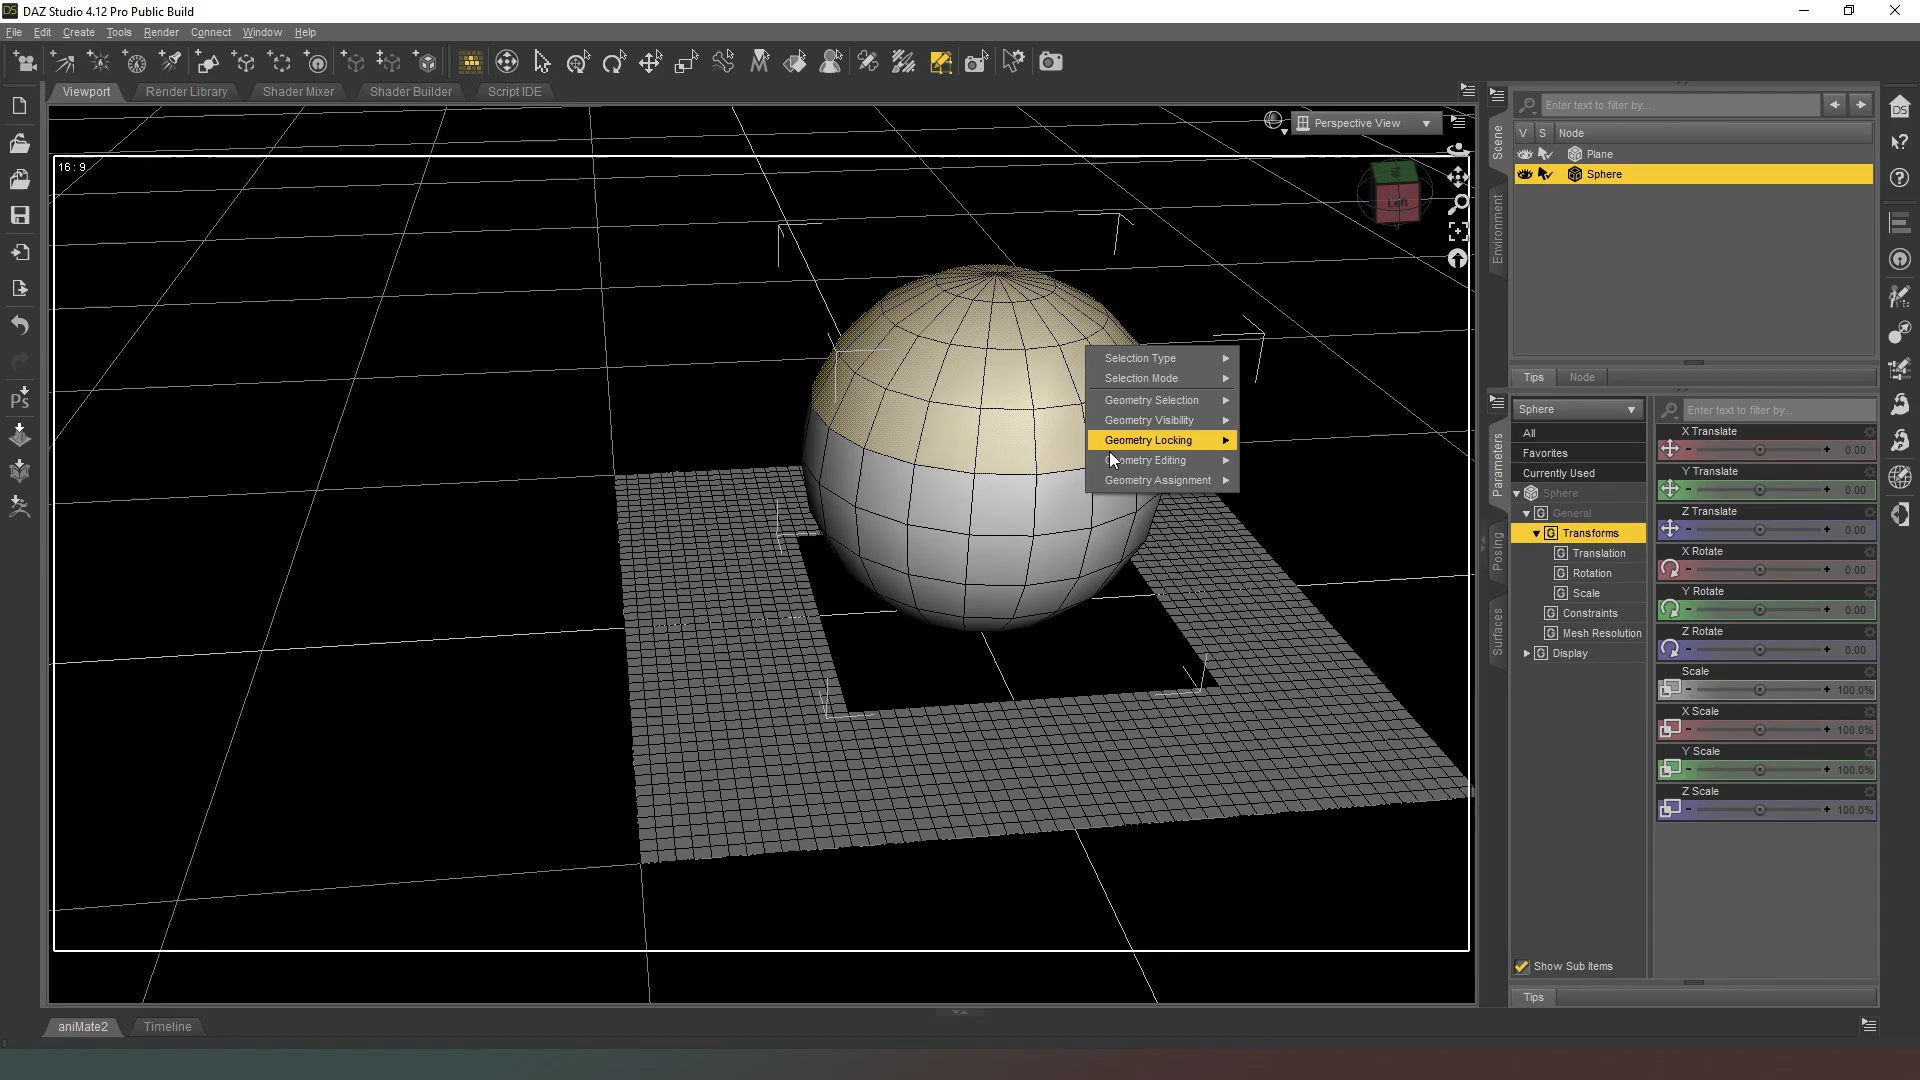 DAZ Studio 4.12 Pro Public Build
File Edit Create Tools Render Connect Window Help
Viewport Render Library Shader Mixer Shader Builder Script IDE
16:9
Perspective View
Left
Selection Type
Selection Mode
Geometry Selection
Geometry Visibility
Geometry Locking
ometry Editing
Geometry Assignment
Scene
Environment
Enter text to filter by...
V S Node
Plane
Sphere
Tips Node
Parameters
Posing
Surfaces
Sphere
Enter text to filter by...
All
Favorites
Currently Used
Sphere
General
Transforms
Translation
Rotation
Scale
Constraints
Mesh Resolution
Display
Show Sub Items
X Translate
0.00
Y Translate
0.00
Z Translate
0.00
X Rotate
0.00
Y Rotate
0.00
Z Rotate
0.00
Scale
100.0%
X Scale
100.0%
Y Scale
100.0%
Z Scale
100.0%
Tips
aniMate2 Timeline